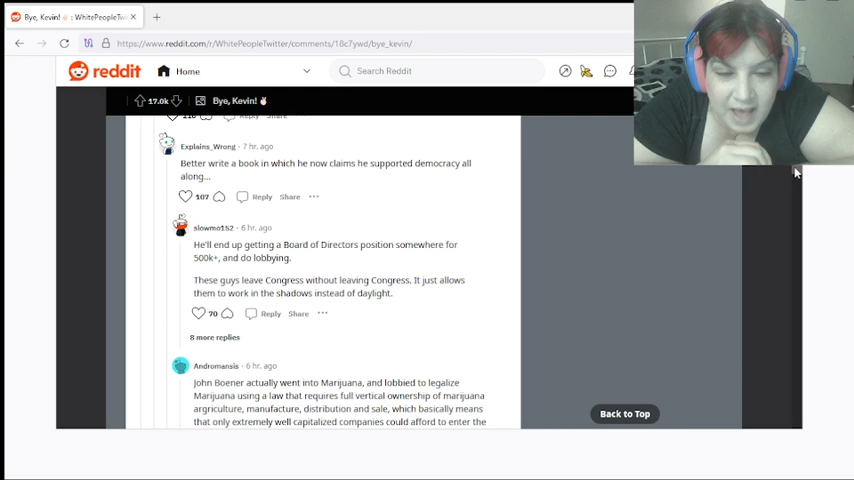 Bye, Kevin! ✌🏻 : WhitePeopleTwi
https://www.reddit.com/r/WhitePeopleTwitter/comments/18c7ywd/bye_kevin/
reddit
Home
Search Reddit
17.0k
Bye, Kevin! ✌🏻
210
Reply Share
Explains_Wrong · 7 hr. ago
Better write a book in which he now claims he supported democracy all
along...
107
Reply Share ···
slowmo152 · 6 hr. ago
He'll end up getting a Board of Directors position somewhere for
500k+, and do lobbying.
These guys leave Congress without leaving Congress. It just allows
them to work in the shadows instead of daylight.
70
Reply Share ···
8 more replies
Andromansis · 6 hr. ago
John Boener actually went into Marijuana, and lobbied to legalize
Marijuana using a law that requires full vertical ownership of marijuana
argriculture, manufacture, distribution and sale, which basically means
that only extremely well capitalized companies could afford to enter the
Back to Top